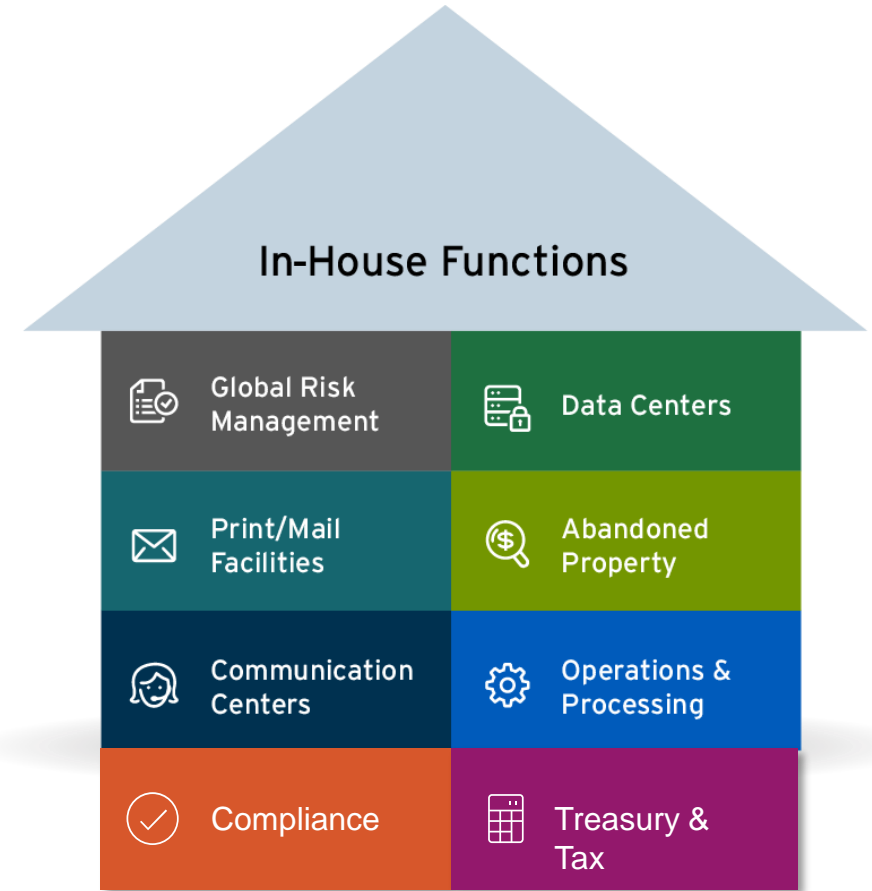 In-House Functions
Global Risk
Management
Data Centers
Print/Mail
Facilities
Abandoned
Property
Communication
Centers
Operations &
Processing
Compliance
Treasury &
Tax